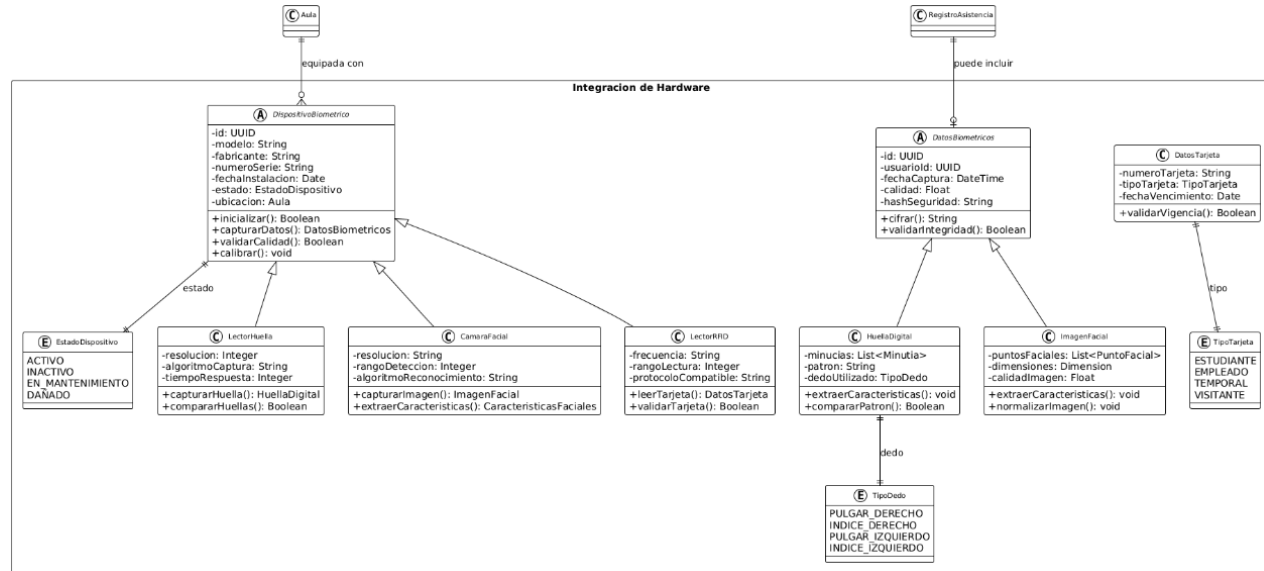 C Aula
C RegistroAsistencia
equipada con
puede incluir
Integracion de Hardware
A DispositivoBiometrico
-id: UUID
-modelo: String
-fabricante: String
-numeroSerie: String
-fechaInstalacion: Date
-estado: EstadoDispositivo
-ubicacion: Aula
+inicializar(): Boolean
+capturarDatos(): DatosBiometricos
+validarCalidad(): Boolean
+calibrar(): void
A DatosBiometricos
-id: UUID
-usuarioId: UUID
-fechaCaptura: DateTime
-calidad: Float
-hashSeguridad: String
+cifrar(): String
+validarIntegridad(): Boolean
C DatosTarjeta
-numeroTarjeta: String
-tipoTarjeta: TipoTarjeta
-fechaVencimiento: Date
+validarVigencia(): Boolean
estado
tipo
E EstadoDispositivo
ACTIVO
INACTIVO
EN_MANTENIMIENTO
DAÑADO
C LectorHuella
-resolucion: Integer
-algoritmoCaptura: String
-tiempoRespuesta: Integer
+capturarHuella(): HuellaDigital
+compararHuellas(): Boolean
C CamaraFacial
-resolucion: String
-rangoDeteccion: Integer
-algoritmoReconocimiento: String
+capturarImagen(): ImagenFacial
+extraerCaracteristicas(): CaracteristicasFaciales
C LectorRFID
-frecuencia: String
-rangoLectura: Integer
-protocoloCompatible: String
+leerTarjeta(): DatosTarjeta
+validarTarjeta(): Boolean
C HuellaDigital
-minucias: List<Minutia>
-patron: String
-dedoUtilizado: TipoDedo
+extraerCaracteristicas(): void
+compararPatron(): Boolean
C ImagenFacial
-puntosFaciales: List<PuntoFacial>
-dimensiones: Dimension
-calidadImagen: Float
+extraerCaracteristicas(): void
+normalizarImagen(): void
E TipoTarjeta
ESTUDIANTE
EMPLEADO
TEMPORAL
VISITANTE
dedo
E TipoDedo
PULGAR_DERECHO
INDICE_DERECHO
PULGAR_IZQUIERDO
INDICE_IZQUIERDO